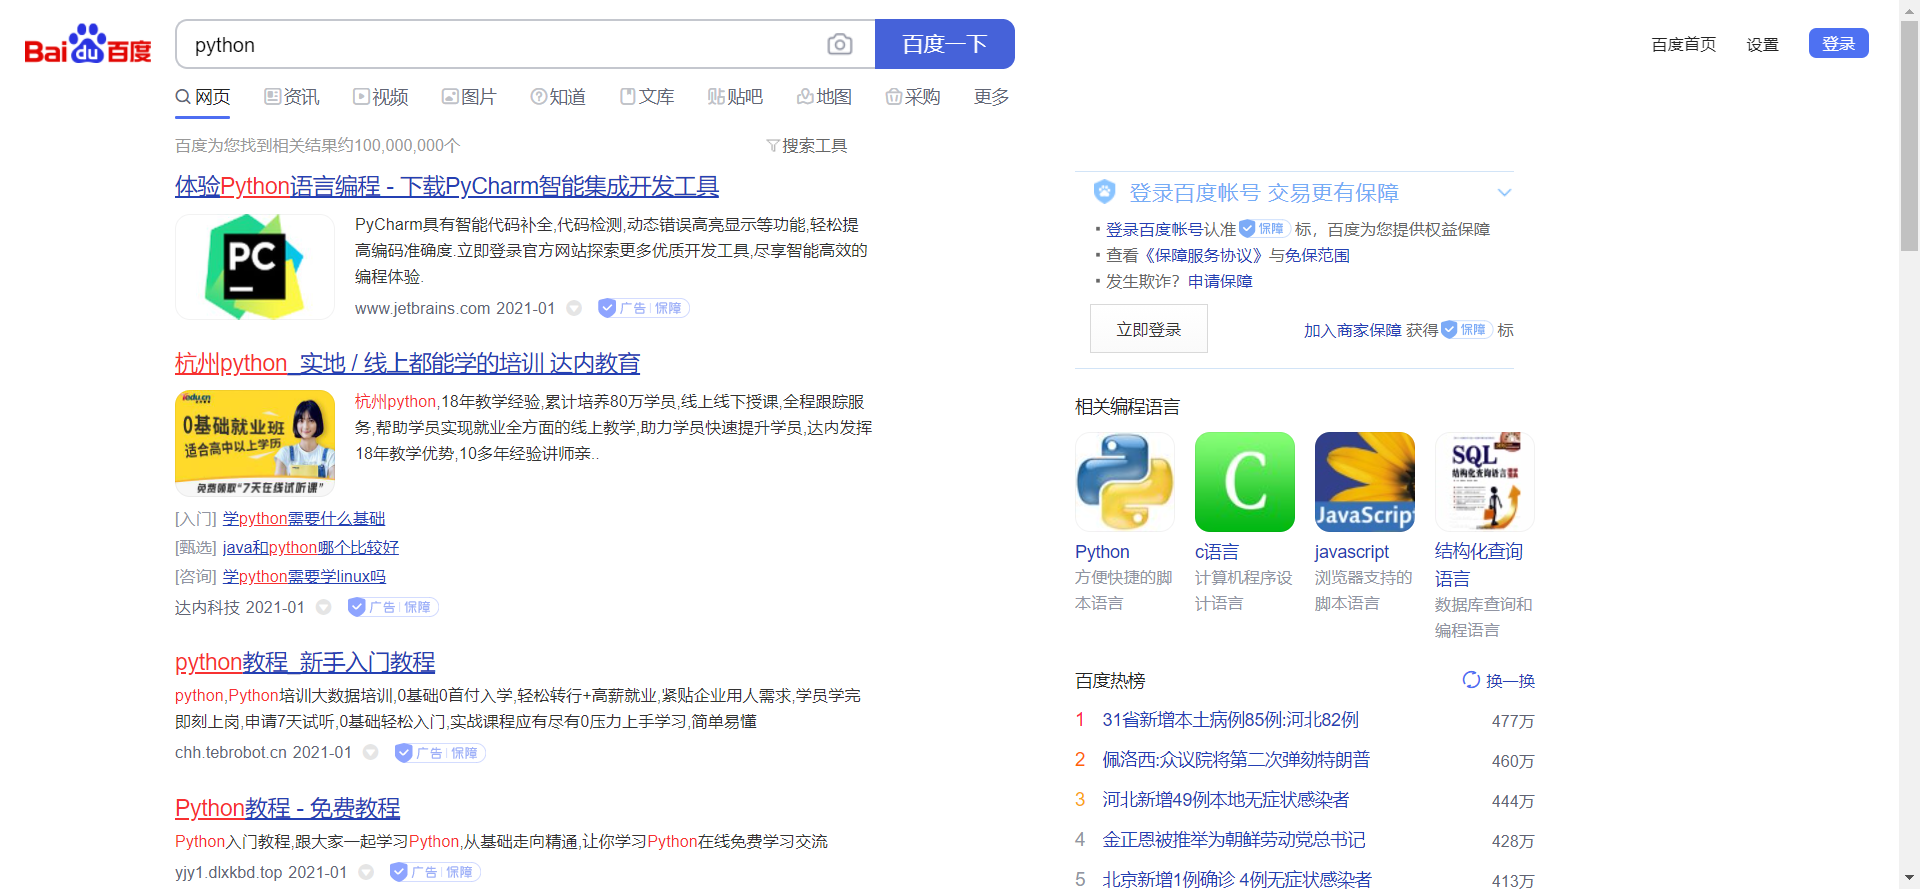 Bai du 百度
python
百度一下
百度首页
设置
登录
网页
资讯
视频
图片
知道
文库
贴 贴吧
地图
采购
更多
百度为您找到相关结果约100,000,000个
搜索工具
体验Python语言编程 - 下载PyCharm智能集成开发工具
PC
PyCharm具有智能代码补全,代码检测,动态错误高亮显示等功能,轻松提
高编码准确度.立即登录官方网站探索更多优质开发工具,尽享智能高效的
编程体验.
www.jetbrains.com 2021-01 广告 保障
杭州python_实地 / 线上都能学的培训 达内教育
0基础就业班
适合高中以上学历
免费领取“7天在线试听课”
杭州python,18年教学经验,累计培养80万学员,线上线下授课,全程跟踪服
务,帮助学员实现就业全方面的线上教学,助力学员快速提升学员,达内发挥
18年教学优势,10多年经验讲师亲..
[入门] 学python需要什么基础
[甄选] java和python哪个比较好
[咨询] 学python需要学linux吗
达内科技 2021-01 广告 保障
python教程_新手入门教程
python,Python培训大数据培训,0基础0首付入学,轻松转行+高薪就业,紧贴企业用人需求,学员学完
即刻上岗,申请7天试听,0基础轻松入门,实战课程应有尽有0压力上手学习,简单易懂
chh.tebrobot.cn 2021-01 广告 保障
Python教程 - 免费教程
Python入门教程,跟大家一起学习Python,从基础走向精通,让你学习Python在线免费学习交流
yjy1.dlxkbd.top 2021-01 广告 保障
登录百度帐号 交易更有保障
· 登录百度帐号认准 保障 标，百度为您提供权益保障
· 查看《保障服务协议》与免保范围
· 发生欺诈？申请保障
立即登录
加入商家保障 获得 保障 标
相关编程语言
C
JavaScript
SQL
结构化查询语言
Python
方便快捷的脚
本语言
c语言
计算机程序设
计语言
javascript
浏览器支持的
脚本语言
结构化查询
语言
数据库查询和
编程语言
百度热榜
换一换
1 31省新增本土病例85例:河北82例 477万
2 佩洛西:众议院将第二次弹劾特朗普 460万
3 河北新增49例本地无症状感染者 444万
4 金正恩被推举为朝鲜劳动党总书记 428万
5 北京新增1例确诊 4例无症状感染者 413万